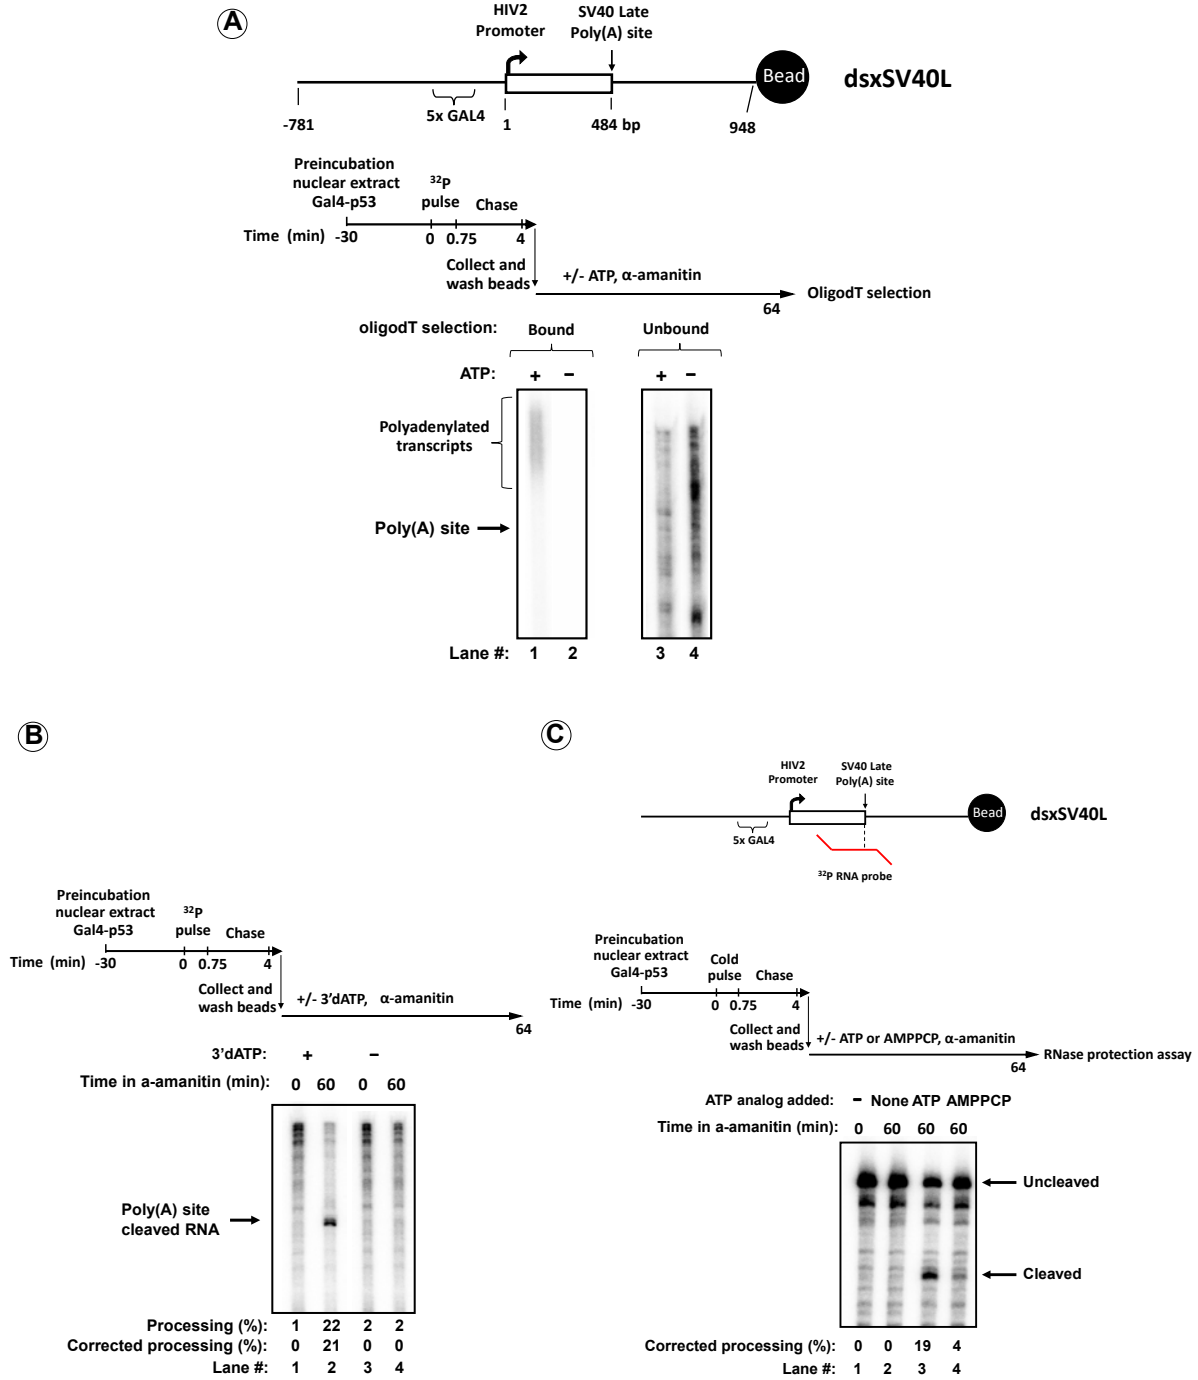 A
HIV2
Promoter
SV40 Late
Poly(A) site
Bead
dsxSV40L
-781
5x GAL4
1
484 bp
948
Preincubation
nuclear extract
Gal4-p53
32P
pulse
Chase
Time (min) -30 0 0.75 4
Collect and
wash beads
+/- ATP, α-amanitin
64
OligodT selection
oligodT selection: Bound Unbound
ATP: + − + −
Polyadenylated
transcripts
Poly(A) site
Lane #: 1 2 3 4
B
Preincubation
nuclear extract
Gal4-p53
32P
pulse
Chase
Time (min) -30 0 0.75 4
Collect and
wash beads
+/- 3'dATP, α-amanitin
64
3'dATP: + −
Time in a-amanitin (min): 0 60 0 60
Poly(A) site
cleaved RNA
Processing (%): 1 22 2 2
Corrected processing (%): 0 21 0 0
Lane #: 1 2 3 4
C
HIV2
Promoter
SV40 Late
Poly(A) site
Bead
dsxSV40L
5x GAL4
32P RNA probe
Preincubation
nuclear extract
Gal4-p53
Cold
pulse
Chase
Time (min) -30 0 0.75 4
Collect and
wash beads
+/- ATP or AMPPCP, α-amanitin
64
RNase protection assay
ATP analog added: − None ATP AMPPCP
Time in a-amanitin (min): 0 60 60 60
Uncleaved
Cleaved
Corrected processing (%): 0 0 19 4
Lane #: 1 2 3 4